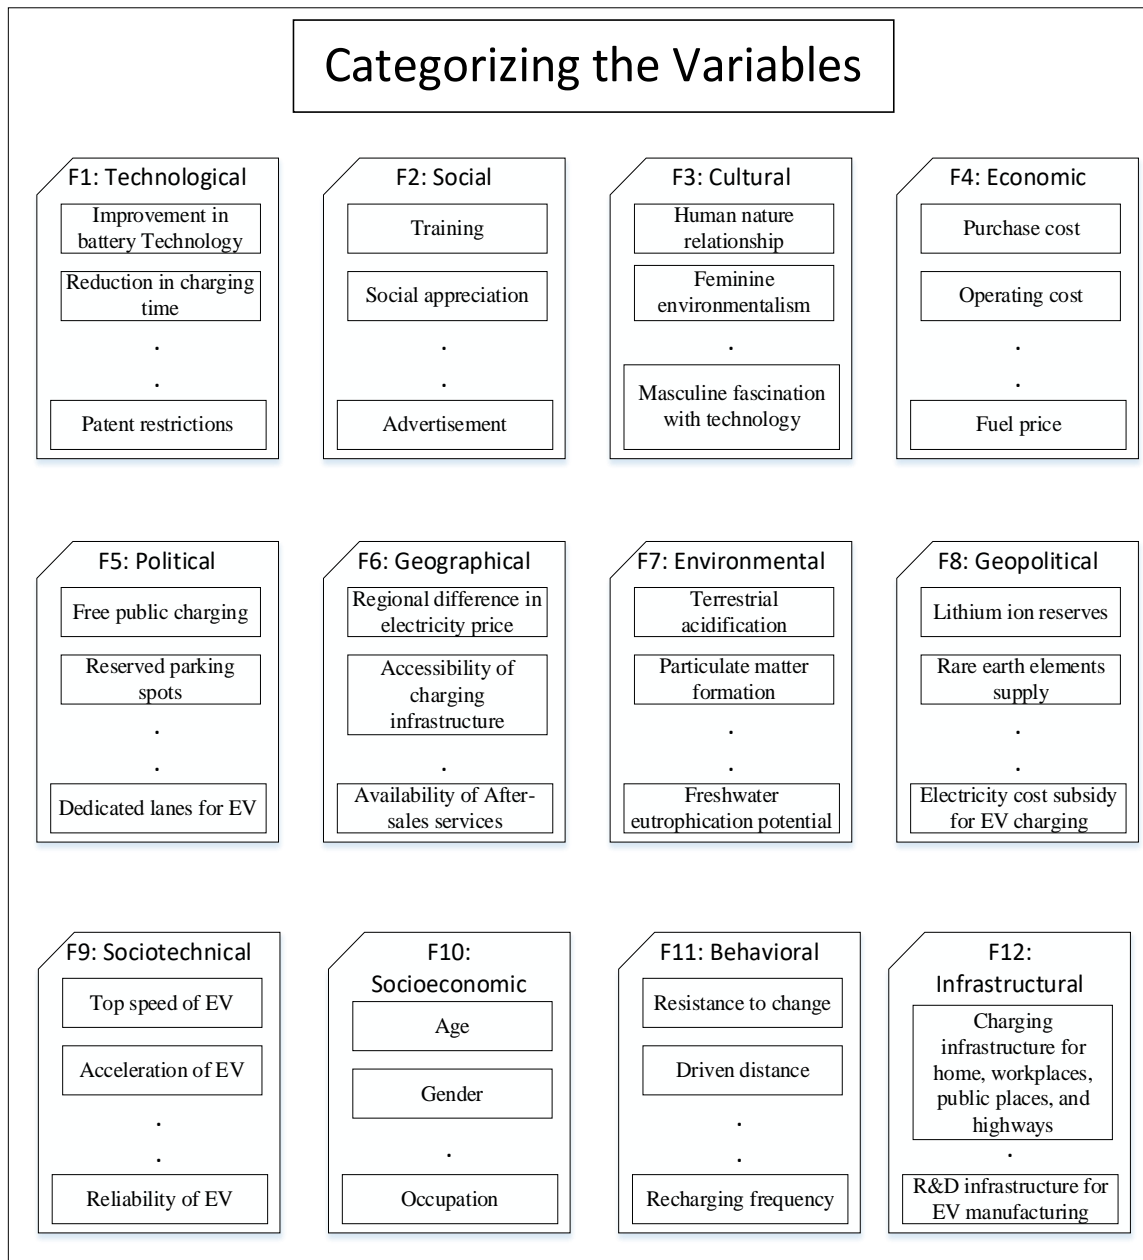 Categorizing the Variables
F1: Technological
Improvement in
battery Technology
Reduction in charging
time
.
.
Patent restrictions
F2: Social
Training
Social appreciation
.
.
Advertisement
F3: Cultural
Human nature
relationship
Feminine
environmentalism
.
Masculine fascination
with technology
F4: Economic
Purchase cost
Operating cost
.
.
Fuel price
F5: Political
Free public charging
Reserved parking
spots
.
.
Dedicated lanes for EV
F6: Geographical
Regional difference in
electricity price
Accessibility of
charging
infrastructure
.
Availability of After-
sales services
F7: Environmental
Terrestrial
acidification
Particulate matter
formation
.
.
Freshwater
eutrophication potential
F8: Geopolitical
Lithium ion reserves
Rare earth elements
supply
.
.
Electricity cost subsidy
for EV charging
F9: Sociotechnical
Top speed of EV
Acceleration of EV
.
.
Reliability of EV
F10:
Socioeconomic
Age
Gender
.
Occupation
F11: Behavioral
Resistance to change
Driven distance
.
.
Recharging frequency
F12:
Infrastructural
Charging
infrastructure for
home, workplaces,
public places, and
highways
.
R&D infrastructure for
EV manufacturing